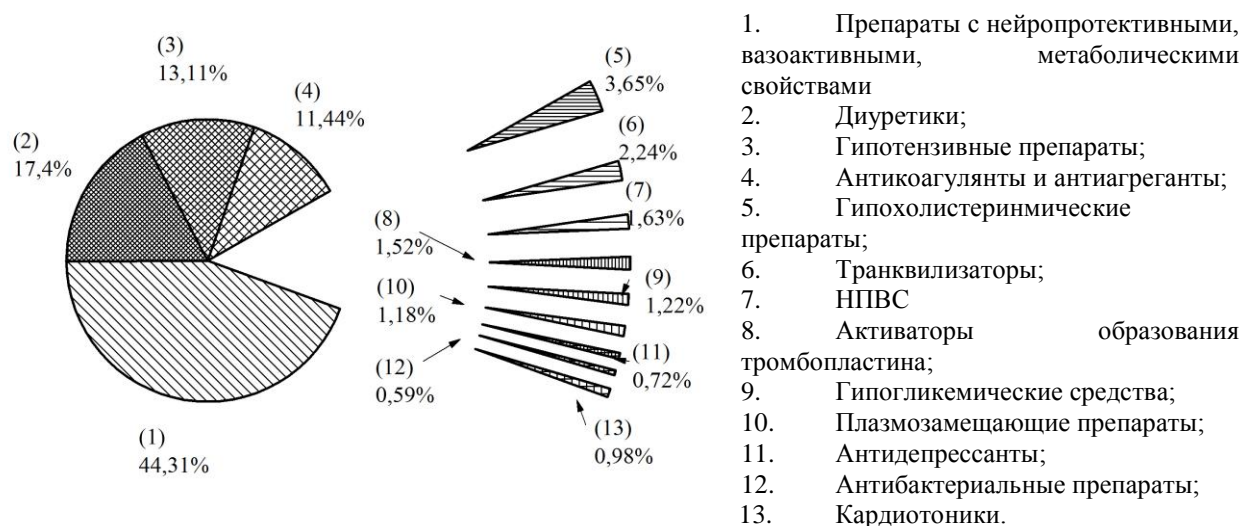 (3)
13,11%
(4)
11,44%
(2)
17,4%
(1)
44,31%
(5)
3,65%
(6)
2,24%
(7)
1,63%
(8)
1,52%
(9)
1,22%
(10)
1,18%
(11)
0,72%
(12)
0,59%
(13)
0,98%
1. Препараты с нейропротективными,
вазоактивными, метаболическими
свойствами
2. Диуретики;
3. Гипотензивные препараты;
4. Антикоагулянты и антиагреганты;
5. Гипохолистеринмические
препараты;
6. Транквилизаторы;
7. НПВС
8. Активаторы образования
тромбопластина;
9. Гипогликемические средства;
10. Плазмозамещающие препараты;
11. Антидепрессанты;
12. Антибактериальные препараты;
13. Кардиотоники.